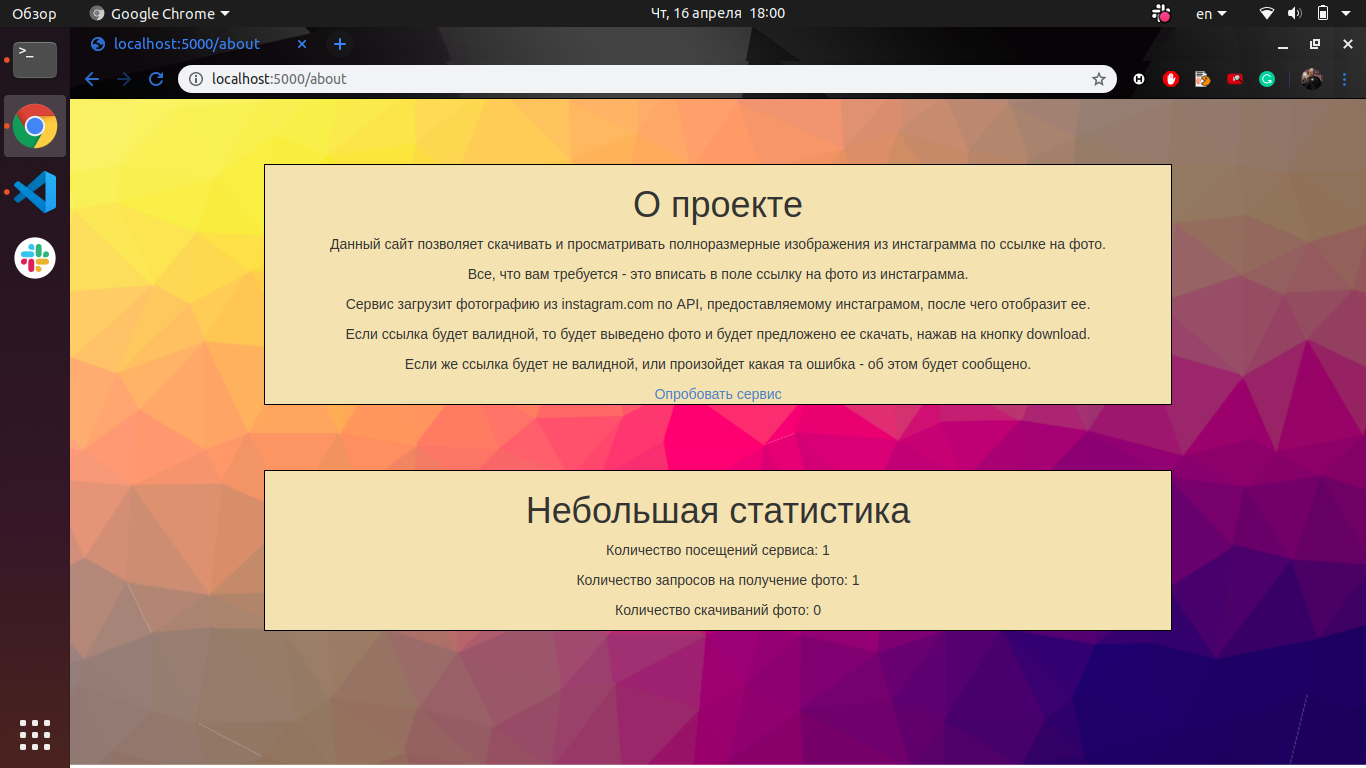 Обзор
Google Chrome
Чт, 16 апреля 18:00
en
localhost:5000/about
localhost:5000/about
О проекте
Данный сайт позволяет скачивать и просматривать полноразмерные изображения из инстаграмма по ссылке на фото.
Все, что вам требуется - это вписать в поле ссылку на фото из инстаграмма.
Сервис загрузит фотографию из instagram.com по API, предоставляемому инстаграмом, после чего отобразит ее.
Если ссылка будет валидной, то будет выведено фото и будет предложено ее скачать, нажав на кнопку download.
Если же ссылка будет не валидной, или произойдет какая та ошибка - об этом будет сообщено.
Опробовать сервис
Небольшая статистика
Количество посещений сервиса: 1
Количество запросов на получение фото: 1
Количество скачиваний фото: 0